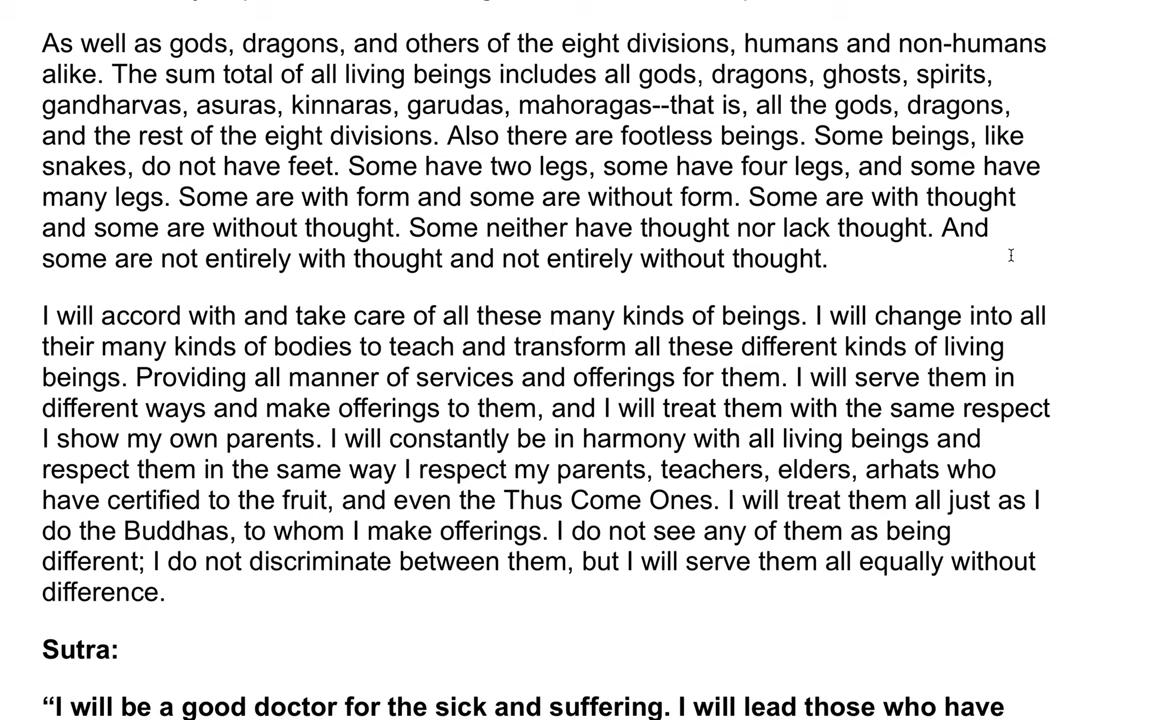 As well as gods, dragons, and others of the eight divisions, humans and non-humans
alike. The sum total of all living beings includes all gods, dragons, ghosts, spirits,
gandharvas, asuras, kinnaras, garudas, mahoragas--that is, all the gods, dragons,
and the rest of the eight divisions. Also there are footless beings. Some beings, like
snakes, do not have feet. Some have two legs, some have four legs, and some have
many legs. Some are with form and some are without form. Some are with thought
and some are without thought. Some neither have thought nor lack thought. And
some are not entirely with thought and not entirely without thought.
I will accord with and take care of all these many kinds of beings. I will change into all
their many kinds of bodies to teach and transform all these different kinds of living
beings. Providing all manner of services and offerings for them. I will serve them in
different ways and make offerings to them, and I will treat them with the same respect
I show my own parents. I will constantly be in harmony with all living beings and
respect them in the same way I respect my parents, teachers, elders, arhats who
have certified to the fruit, and even the Thus Come Ones. I will treat them all just as I
do the Buddhas, to whom I make offerings. I do not see any of them as being
different; I do not discriminate between them, but I will serve them all equally without
difference.
Sutra:
“I will be a good doctor for the sick and suffering. I will lead those who have